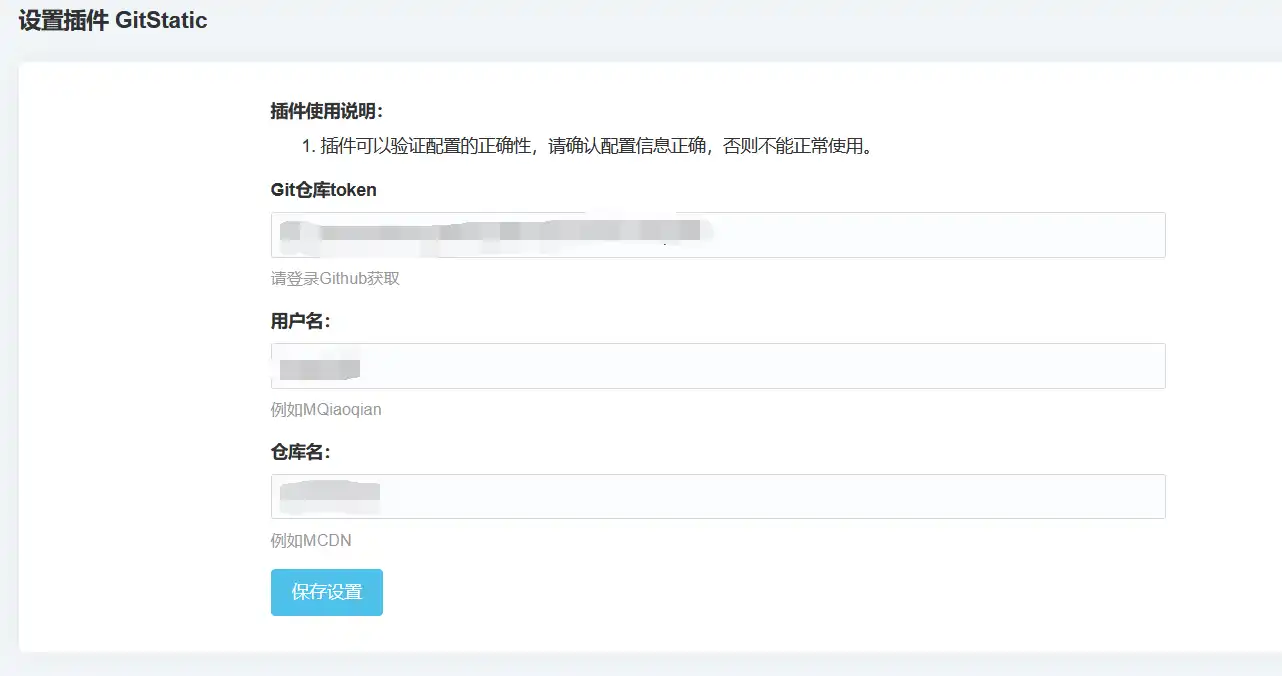 设置插件 GitStatic
插件使用说明：
1. 插件可以验证配置的正确性，请确认配置信息正确，否则不能正常使用。
Git仓库token
请登录Github获取
用户名：
例如MQiaoqian
仓库名：
例如MCDN
保存设置